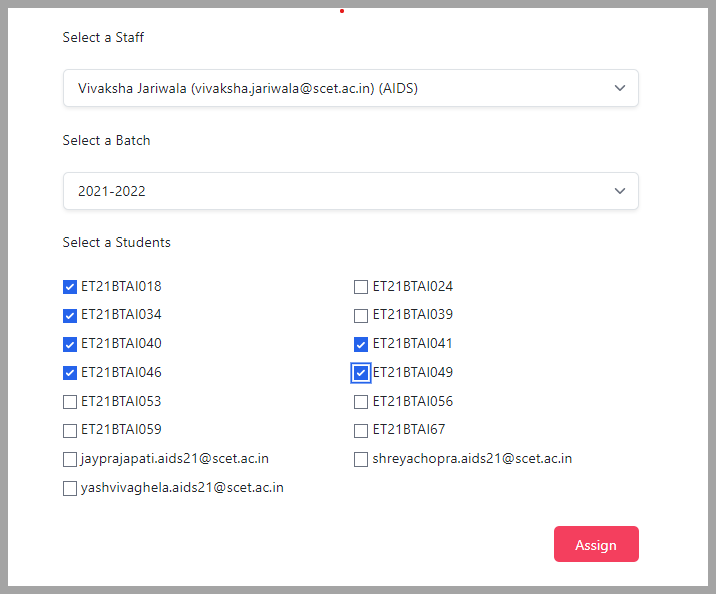 Select a Staff
Vivaksha Jariwala (vivaksha.jariwala@scet.ac.in) (AIDS)
Select a Batch
2021-2022
Select a Students
ET21BTAI018 ET21BTAI024
ET21BTAI034 ET21BTAI039
ET21BTAI040 ET21BTAI041
ET21BTAI046 ET21BTAI049
ET21BTAI053 ET21BTAI056
ET21BTAI059 ET21BTAI67
jayprajapati.aids21@scet.ac.in shreyachopra.aids21@scet.ac.in
yashvivaghela.aids21@scet.ac.in
Assign